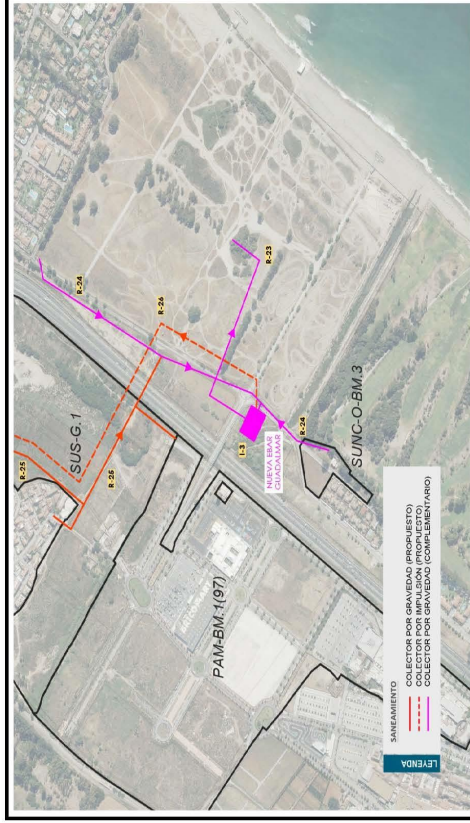 R-25
SUS-G.1
R-25
R-24
R-26
R-23
I-3
NUEVA EBAR
GUADALMAR
R-24
SUNC-O-BM.3
PAM-BM.1(97)
LEYENDA
SANEAMIENTO
COLECTOR POR GRAVEDAD (PROPUESTO)
COLECTOR POR IMPULSIÓN (PROPUESTO)
COLECTOR POR GRAVEDAD (COMPLEMENTARIO)